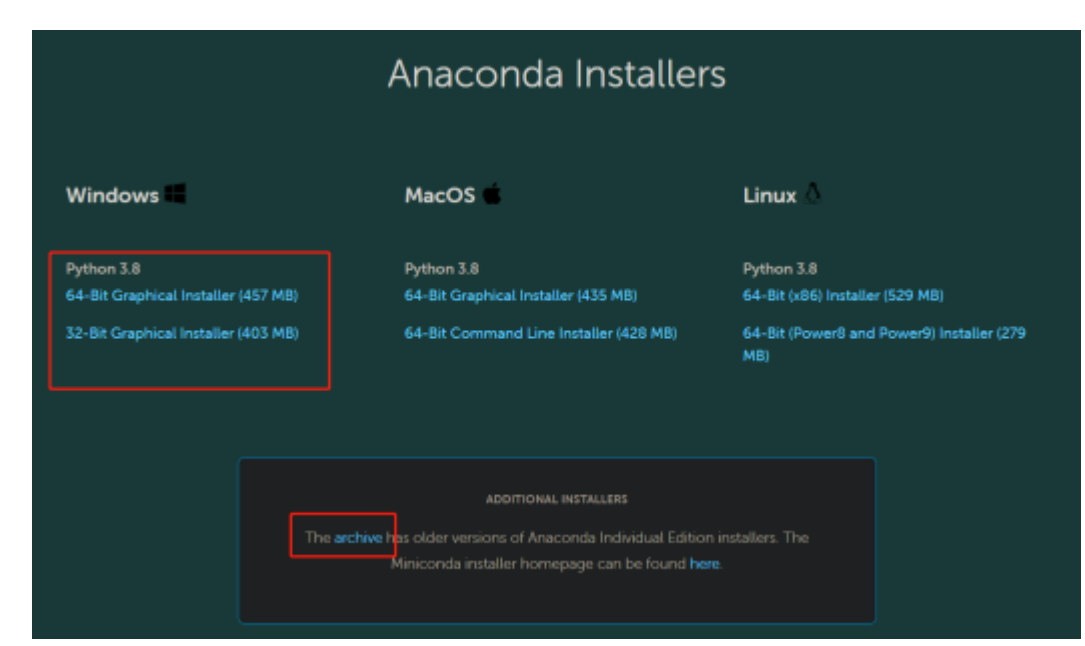 Anaconda Installers
Windows
MacOS
Linux
Python 3.8
64-Bit Graphical Installer (457 MB)
32-Bit Graphical Installer (403 MB)
Python 3.8
64-Bit Graphical Installer (435 MB)
64-Bit Command Line Installer (428 MB)
Python 3.8
64-Bit (x86) Installer (529 MB)
64-Bit (Power8 and Power9) Installer (279
MB)
ADDITIONAL INSTALLERS
The archive has older versions of Anaconda Individual Edition installers. The
Miniconda installer homepage can be found here.